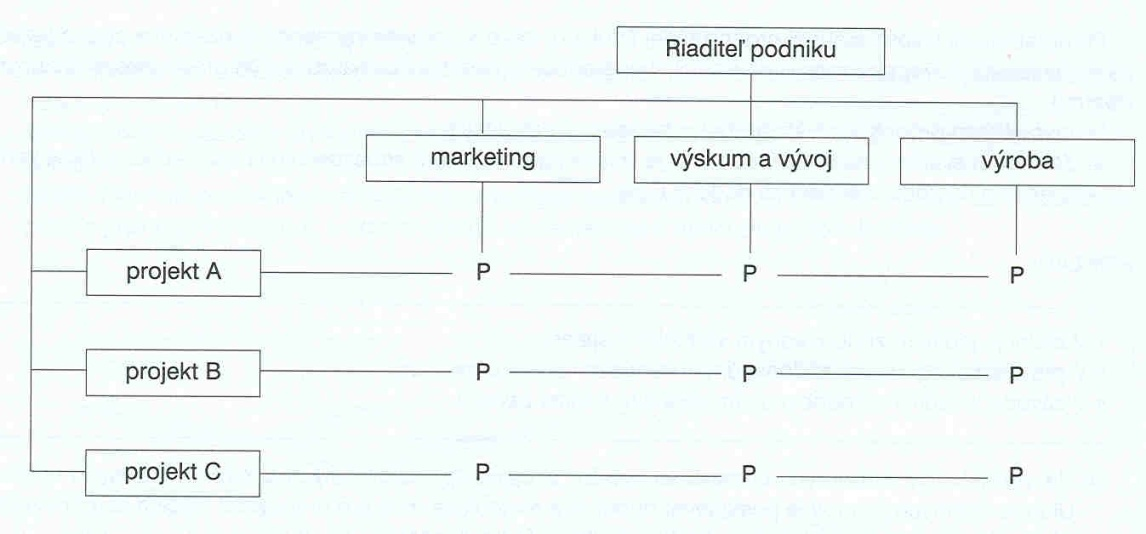 Riaditeľ podniku
marketing
výskum a vývoj
výroba
projekt A
P
P
P
projekt B
P
P
P
projekt C
P
P
P